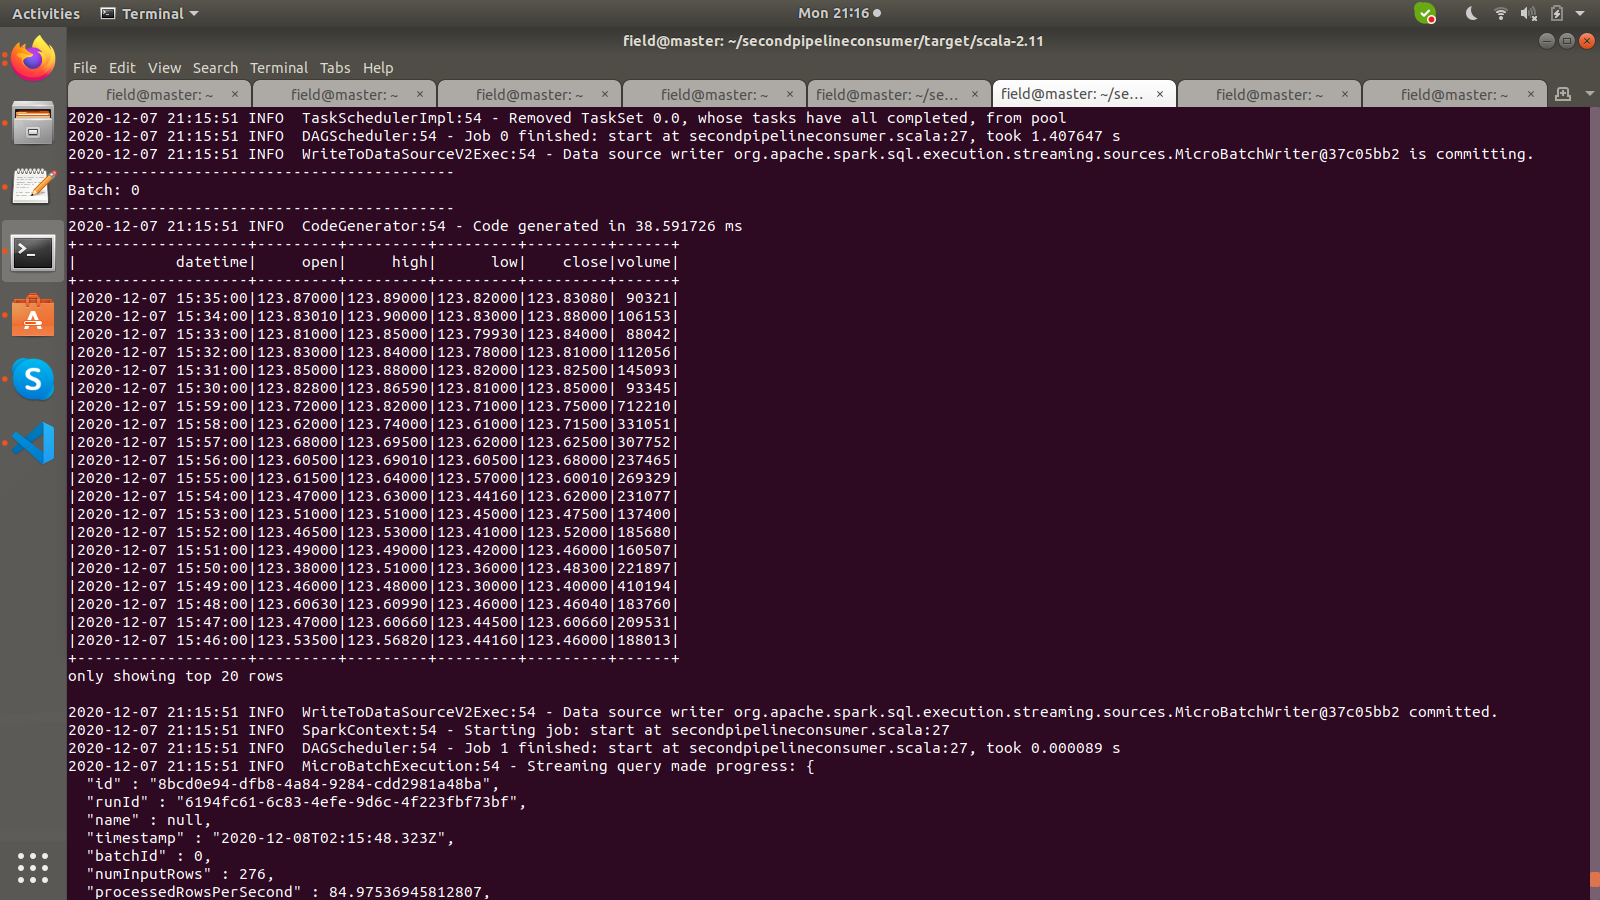 Activities Terminal Mon 21:16
field@master: ~/secondpipelineconsumer/target/scala-2.11
File Edit View Search Terminal Tabs Help
field@master: ~ × field@master: ~ × field@master: ~ × field@master: ~ × field@master: ~/se... × field@master: ~/se... × field@master: ~ × field@master: ~ ×
2020-12-07 21:15:51 INFO  TaskSchedulerImpl:54 - Removed TaskSet 0.0, whose tasks have all completed, from pool
2020-12-07 21:15:51 INFO  DAGScheduler:54 - Job 0 finished: start at secondpipelineconsumer.scala:27, took 1.407647 s
2020-12-07 21:15:51 INFO  WriteToDataSourceV2Exec:54 - Data source writer org.apache.spark.sql.execution.streaming.sources.MicroBatchWriter@37c05bb2 is committing.
-------------------------------------------
Batch: 0
-------------------------------------------
2020-12-07 21:15:51 INFO  CodeGenerator:54 - Code generated in 38.591726 ms
+-------------------+---------+---------+---------+---------+------+
|           datetime|     open|     high|      low|    close|volume|
+-------------------+---------+---------+---------+---------+------+
|2020-12-07 15:35:00|123.87000|123.89000|123.82000|123.83080| 90321|
|2020-12-07 15:34:00|123.83010|123.90000|123.83000|123.88000|106153|
|2020-12-07 15:33:00|123.81000|123.85000|123.79930|123.84000| 88042|
|2020-12-07 15:32:00|123.83000|123.84000|123.78000|123.81000|112056|
|2020-12-07 15:31:00|123.85000|123.88000|123.82000|123.82500|145093|
|2020-12-07 15:30:00|123.82800|123.86590|123.81000|123.85000| 93345|
|2020-12-07 15:59:00|123.72000|123.82000|123.71000|123.75000|712210|
|2020-12-07 15:58:00|123.62000|123.74000|123.61000|123.71500|331051|
|2020-12-07 15:57:00|123.68000|123.69500|123.62000|123.62500|307752|
|2020-12-07 15:56:00|123.60500|123.69010|123.60500|123.68000|237465|
|2020-12-07 15:55:00|123.61500|123.64000|123.57000|123.60010|269329|
|2020-12-07 15:54:00|123.47000|123.63000|123.44160|123.62000|231077|
|2020-12-07 15:53:00|123.51000|123.51000|123.45000|123.47500|137400|
|2020-12-07 15:52:00|123.46500|123.53000|123.41000|123.52000|185680|
|2020-12-07 15:51:00|123.49000|123.49000|123.42000|123.46000|160507|
|2020-12-07 15:50:00|123.38000|123.51000|123.36000|123.48300|221897|
|2020-12-07 15:49:00|123.46000|123.48000|123.30000|123.40000|410194|
|2020-12-07 15:48:00|123.60630|123.60990|123.46000|123.46040|183760|
|2020-12-07 15:47:00|123.47000|123.60660|123.44500|123.60660|209531|
|2020-12-07 15:46:00|123.53500|123.56820|123.44160|123.46000|188013|
+-------------------+---------+---------+---------+---------+------+
only showing top 20 rows
2020-12-07 21:15:51 INFO  WriteToDataSourceV2Exec:54 - Data source writer org.apache.spark.sql.execution.streaming.sources.MicroBatchWriter@37c05bb2 committed.
2020-12-07 21:15:51 INFO  SparkContext:54 - Starting job: start at secondpipelineconsumer.scala:27
2020-12-07 21:15:51 INFO  DAGScheduler:54 - Job 1 finished: start at secondpipelineconsumer.scala:27, took 0.000089 s
2020-12-07 21:15:51 INFO  MicroBatchExecution:54 - Streaming query made progress: {
  "id" : "8bcd0e94-dfb8-4a84-9284-cdd2981a48ba",
  "runId" : "6194fc61-6c83-4efe-9d6c-4f223fbf73bf",
  "name" : null,
  "timestamp" : "2020-12-08T02:15:48.323Z",
  "batchId" : 0,
  "numInputRows" : 276,
  "processedRowsPerSecond" : 84.97536945812807,